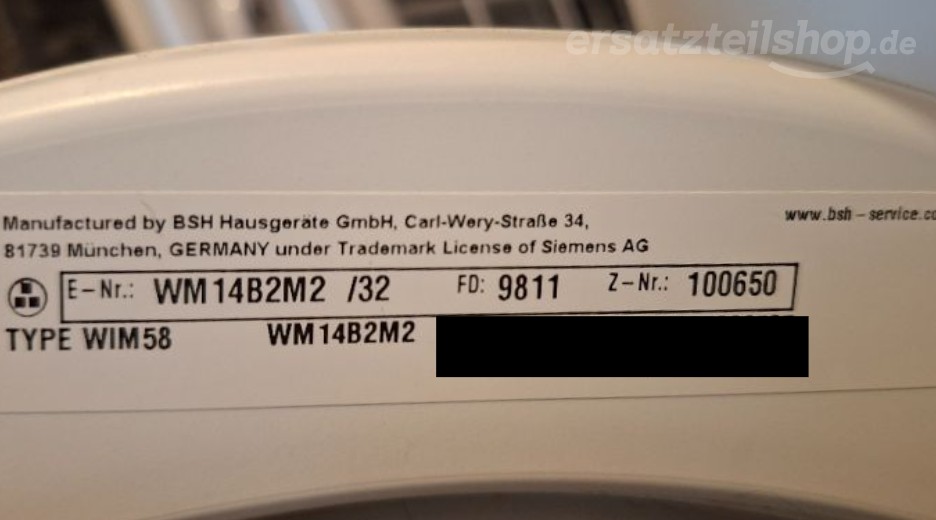 ersatzteilshop.de
www.bsh-service.co
Manufactured by BSH Hausgeräte GmbH, Carl-Wery-Straße 34,
81739 München, GERMANY under Trademark License of Siemens AG
E-Nr.: WM14B2M2 /32 FD: 9811 Z-Nr.: 100650
TYPE WIM58 WM14B2M2